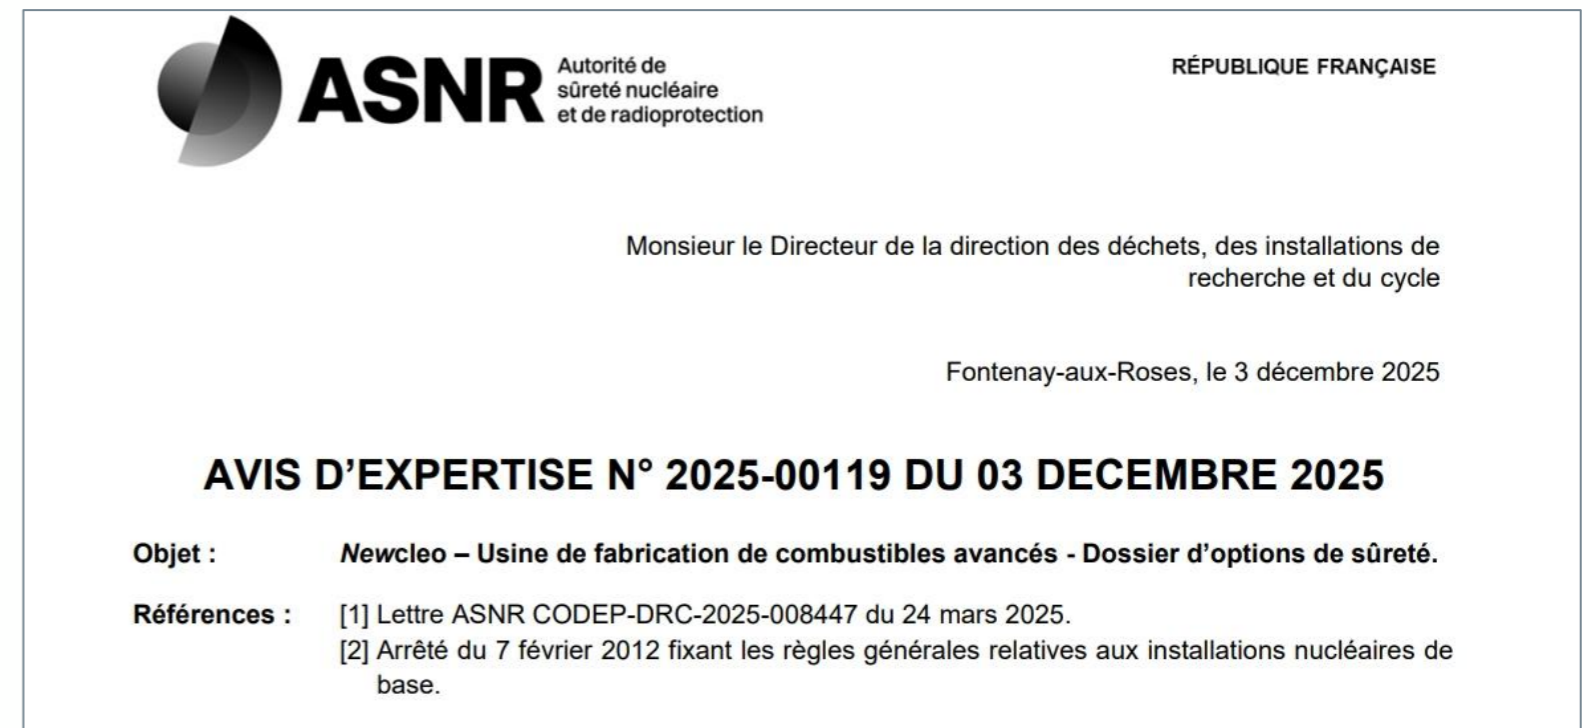 ASNR
Autorité de
sûreté nucléaire
et de radioprotection
RÉPUBLIQUE FRANÇAISE
Monsieur le Directeur de la direction des déchets, des installations de
recherche et du cycle
Fontenay-aux-Roses, le 3 décembre 2025
AVIS D’EXPERTISE N° 2025-00119 DU 03 DECEMBRE 2025
Objet : Newcleo – Usine de fabrication de combustibles avancés - Dossier d’options de sûreté.
Références : [1] Lettre ASNR CODEP-DRC-2025-008447 du 24 mars 2025.
[2] Arrêté du 7 février 2012 fixant les règles générales relatives aux installations nucléaires de
base.